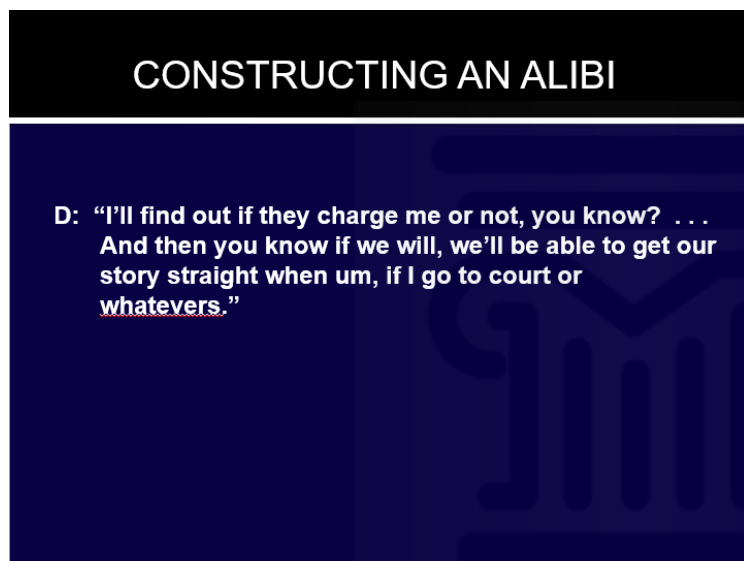 CONSTRUCTING AN ALIBI
D: “I’ll find out if they charge me or not, you know? . . .
And then you know if we will, we’ll be able to get our
story straight when um, if I go to court or
whatevers.”